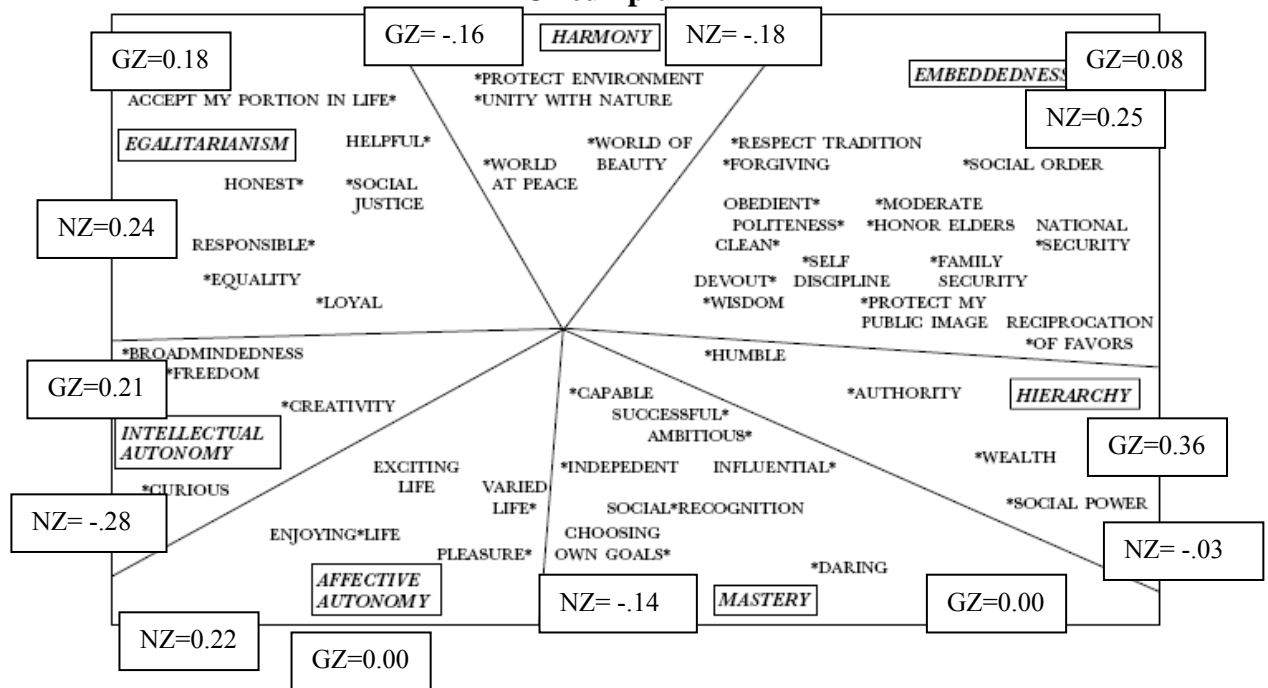 GZ= -.16
HARMONY
NZ= -.18
GZ=0.18
GZ=0.08
EMBEDDEDNESS
NZ=0.25
*PROTECT ENVIRONMENT
*UNITY WITH NATURE
ACCEPT MY PORTION IN LIFE*
EGALITARIANISM
HELPFUL*
*WORLD OF
BEAUTY
*WORLD
AT PEACE
*RESPECT TRADITION
*FORGIVING
*SOCIAL ORDER
HONEST*
*SOCIAL
JUSTICE
NZ=0.24
OBEDIENT*
*MODERATE
POLITENESS*
*HONOR ELDERS
NATIONAL
*SECURITY
CLEAN*
RESPONSIBLE*
*SELF
DISCIPLINE
*FAMILY
SECURITY
*EQUALITY
DEVOUT*
*WISDOM
*LOYAL
*PROTECT MY
PUBLIC IMAGE
RECIPROCATION
*OF FAVORS
*BROADMINDEDNESS
*FREEDOM
*HUMBLE
GZ=0.21
*CREATIVITY
*CAPABLE
*AUTHORITY
HIERARCHY
SUCCESSFUL*
AMBITIOUS*
INTELLECTUAL
AUTONOMY
GZ=0.36
EXCITING
LIFE
*INDEPEDENT
INFLUENTIAL*
*WEALTH
*CURIOUS
VARIED
LIFE*
SOCIAL*RECOGNITION
*SOCIAL POWER
NZ= -.28
ENJOYING*LIFE
CHOOSING
OWN GOALS*
PLEASURE*
NZ= -.03
*DARING
AFFECTIVE
AUTONOMY
NZ= -.14
MASTERY
GZ=0.00
NZ=0.22
GZ=0.00